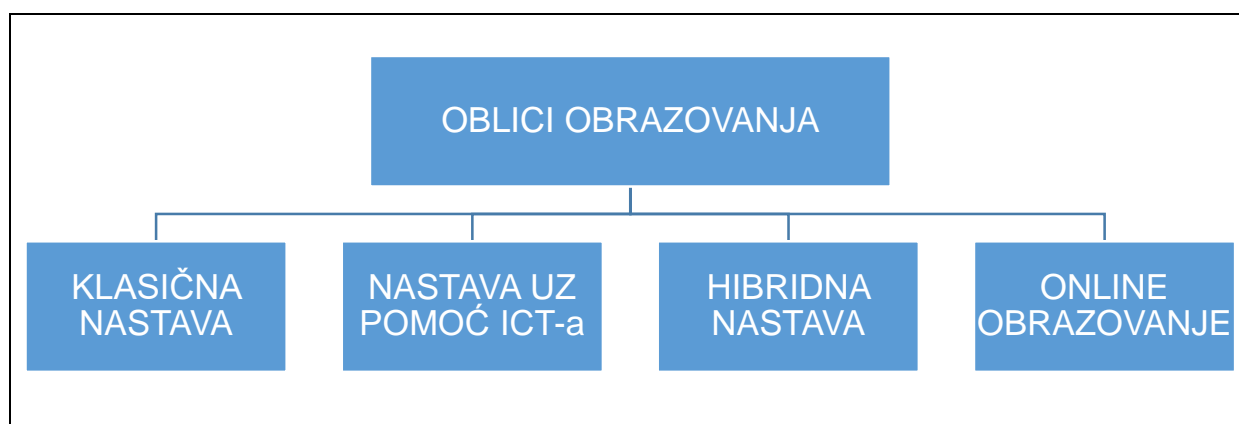 OBLICI OBRAZOVANJA
KLASIČNA
NASTAVA
NASTAVA UZ
POMOĆ ICT-a
HIBRIDNA
NASTAVA
ONLINE
OBRAZOVANJE